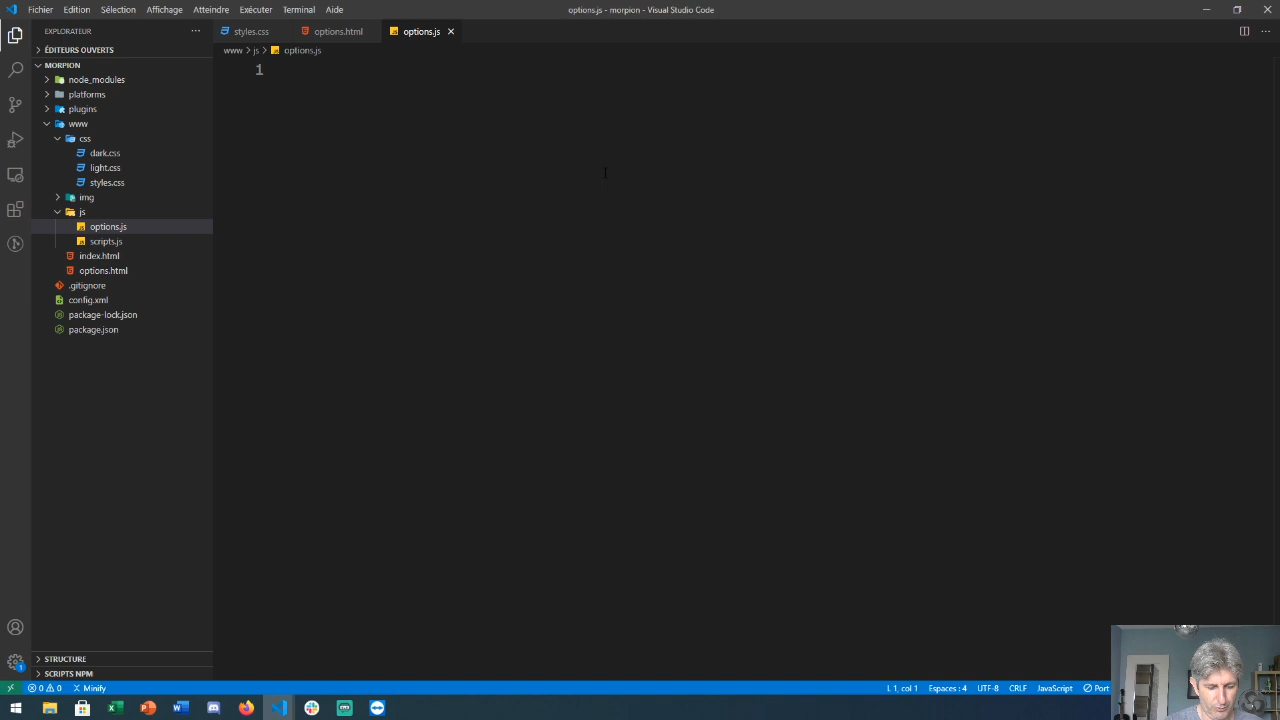 Fichier Edition Sélection Affichage Atteindre Exécuter Terminal Aide options.js - morpion - Visual Studio Code
EXPLORATEUR ··· styles.css options.html options.js
ÉDITEURS OUVERTS www > js > options.js
MORPION 1
node_modules
platforms
plugins
www
css
dark.css
light.css
styles.css
img
js
options.js
scripts.js
index.html
options.html
.gitignore
config.xml
package-lock.json
package.json
STRUCTURE
SCRIPTS NPM
1
0 0 Minify L 1, col 1 Espaces : 4 UTF-8 CRLF JavaScript Port